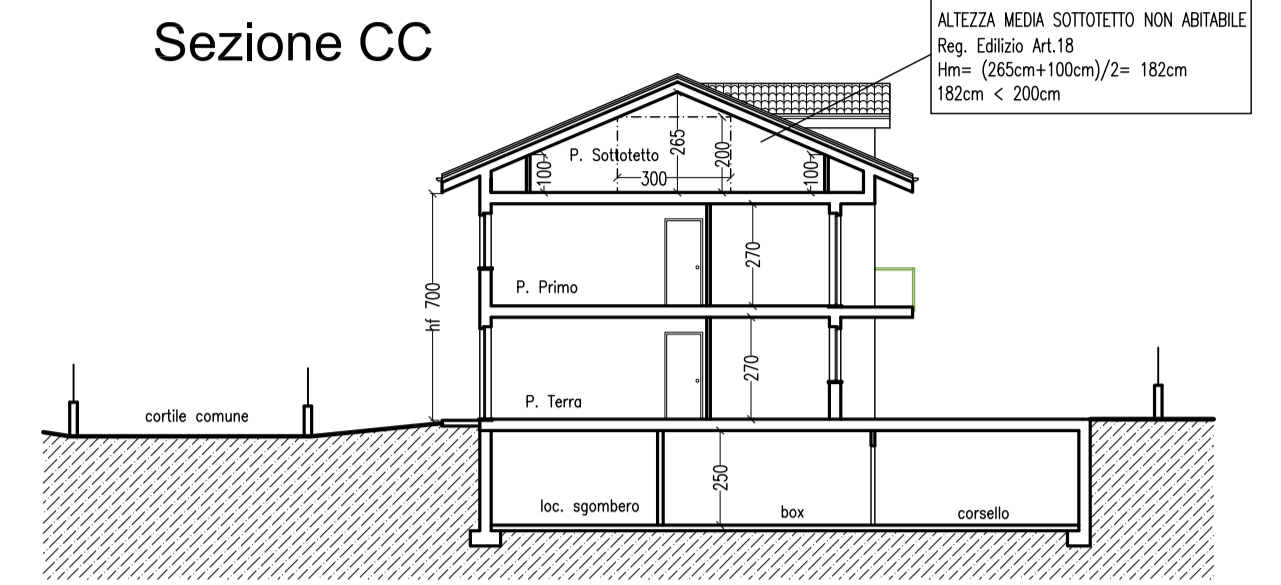 Sezione CC
ALTEZZA MEDIA SOTTOTETTO NON ABITABILE
Reg. Edilizio Art.18
Hm= (265cm+100cm)/2= 182cm
182cm < 200cm
P. Sottotetto
265
200
100
300
100
270
P. Primo
hf 700
270
P. Terra
cortile comune
250
loc. sgombero
box
corsello